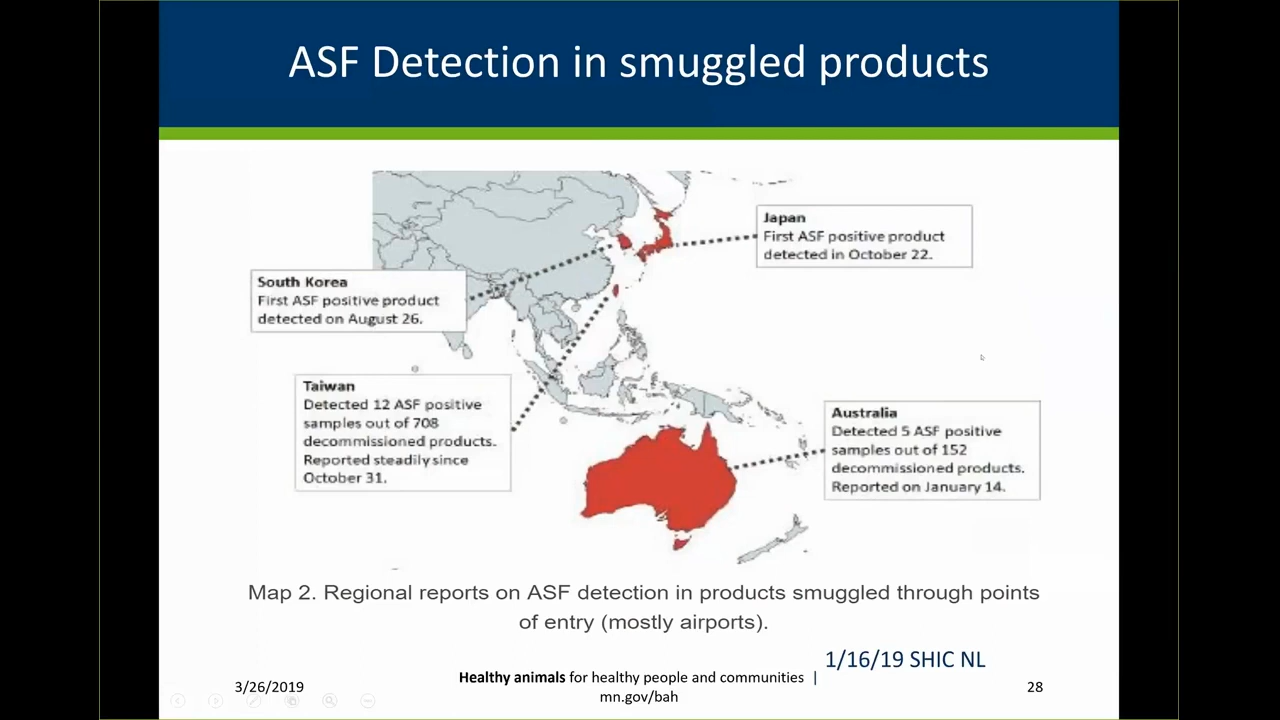 ASF Detection in smuggled products
Japan
First ASF positive product
detected in October 22.
South Korea
First ASF positive product
detected on August 26.
Taiwan
Detected 12 ASF positive
samples out of 708
decommissioned products.
Reported steadily since
October 31.
Australia
Detected 5 ASF positive
samples out of 152
decommissioned products.
Reported on January 14.
Map 2. Regional reports on ASF detection in products smuggled through points
of entry (mostly airports).
1/16/19 SHIC NL
3/26/2019
Healthy animals for healthy people and communities |
mn.gov/bah
28